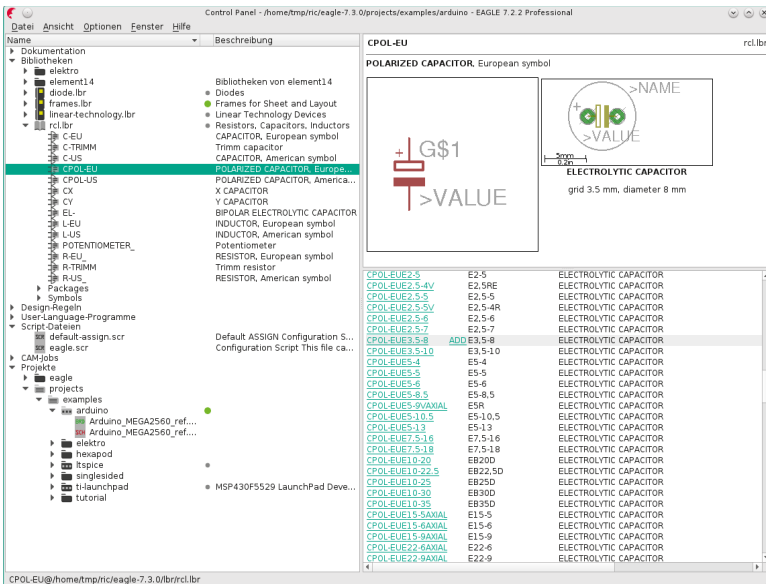 Control Panel - /home/tmp/ric/eagle-7.3.0/projects/examples/arduino - EAGLE 7.2.2 Professional
Datei Ansicht Optionen Fenster Hilfe
Name Beschreibung
Dokumentation
Bibliotheken
elektro
element14 Bibliotheken von element14
diode.lbr Diodes
frames.lbr Frames for Sheet and Layout
linear-technology.lbr Linear Technology Devices
rcl.lbr Resistors, Capacitors, Inductors
C-EU CAPACITOR, European symbol
C-TRIMM Trimm capacitor
C-US CAPACITOR, American symbol
CPOL-EU POLARIZED CAPACITOR, Europe...
CPOL-US POLARIZED CAPACITOR, America...
CX X CAPACITOR
CY Y CAPACITOR
EL- BIPOLAR ELECTROLYTIC CAPACITOR
L-EU INDUCTOR, European symbol
L-US INDUCTOR, American symbol
POTENTIOMETER_ Potentiometer
R-EU_ RESISTOR, European symbol
R-TRIMM Trimm resistor
R-US_ RESISTOR, American symbol
Packages
Symbols
Design-Regeln
User-Language-Programme
Script-Dateien
default-assign.scr Default ASSIGN Configuration S...
eagle.scr Configuration Script This file ca...
CAM-Jobs
Projekte
eagle
projects
examples
arduino
Arduino_MEGA2560_ref....
Arduino_MEGA2560_ref....
elektro
hexapod
ltspice
singlesided
ti-launchpad MSP430F5529 LaunchPad Deve...
tutorial
CPOL-EU rcl.lbr
POLARIZED CAPACITOR, European symbol
+ G$1
>VALUE
>NAME
+
>VALUE
5mm
0.2in
ELECTROLYTIC CAPACITOR
grid 3.5 mm, diameter 8 mm
CPOL-EUE2-5 E2-5 ELECTROLYTIC CAPACITOR
CPOL-EUE2.5-4V E2,5RE ELECTROLYTIC CAPACITOR
CPOL-EUE2.5-5 E2,5-5 ELECTROLYTIC CAPACITOR
CPOL-EUE2.5-5V E2,5-4R ELECTROLYTIC CAPACITOR
CPOL-EUE2.5-6 E2,5-6 ELECTROLYTIC CAPACITOR
CPOL-EUE2.5-7 E2,5-7 ELECTROLYTIC CAPACITOR
CPOL-EUE3.5-8 ADD E3,5-8 ELECTROLYTIC CAPACITOR
CPOL-EUE3.5-10 E3,5-10 ELECTROLYTIC CAPACITOR
CPOL-EUE5-4 E5-4 ELECTROLYTIC CAPACITOR
CPOL-EUE5-5 E5-5 ELECTROLYTIC CAPACITOR
CPOL-EUE5-6 E5-6 ELECTROLYTIC CAPACITOR
CPOL-EUE5-8.5 E5-8,5 ELECTROLYTIC CAPACITOR
CPOL-EUE5-9VAXIAL E5R ELECTROLYTIC CAPACITOR
CPOL-EUE5-10.5 E5-10,5 ELECTROLYTIC CAPACITOR
CPOL-EUE5-13 E5-13 ELECTROLYTIC CAPACITOR
CPOL-EUE7.5-16 E7,5-16 ELECTROLYTIC CAPACITOR
CPOL-EUE7.5-18 E7,5-18 ELECTROLYTIC CAPACITOR
CPOL-EUE10-20 EB20D ELECTROLYTIC CAPACITOR
CPOL-EUE10-22.5 EB22,5D ELECTROLYTIC CAPACITOR
CPOL-EUE10-25 EB25D ELECTROLYTIC CAPACITOR
CPOL-EUE10-30 EB30D ELECTROLYTIC CAPACITOR
CPOL-EUE10-35 EB35D ELECTROLYTIC CAPACITOR
CPOL-EUE15-5AXIAL E15-5 ELECTROLYTIC CAPACITOR
CPOL-EUE15-6AXIAL E15-6 ELECTROLYTIC CAPACITOR
CPOL-EUE15-9AXIAL E15-9 ELECTROLYTIC CAPACITOR
CPOL-EUE22-6AXIAL E22-6 ELECTROLYTIC CAPACITOR
CPOL-EUE22-9AXIAL E22-9 ELECTROLYTIC CAPACITOR
CPOL-EU@/home/tmp/ric/eagle-7.3.0/lbr/rcl.lbr